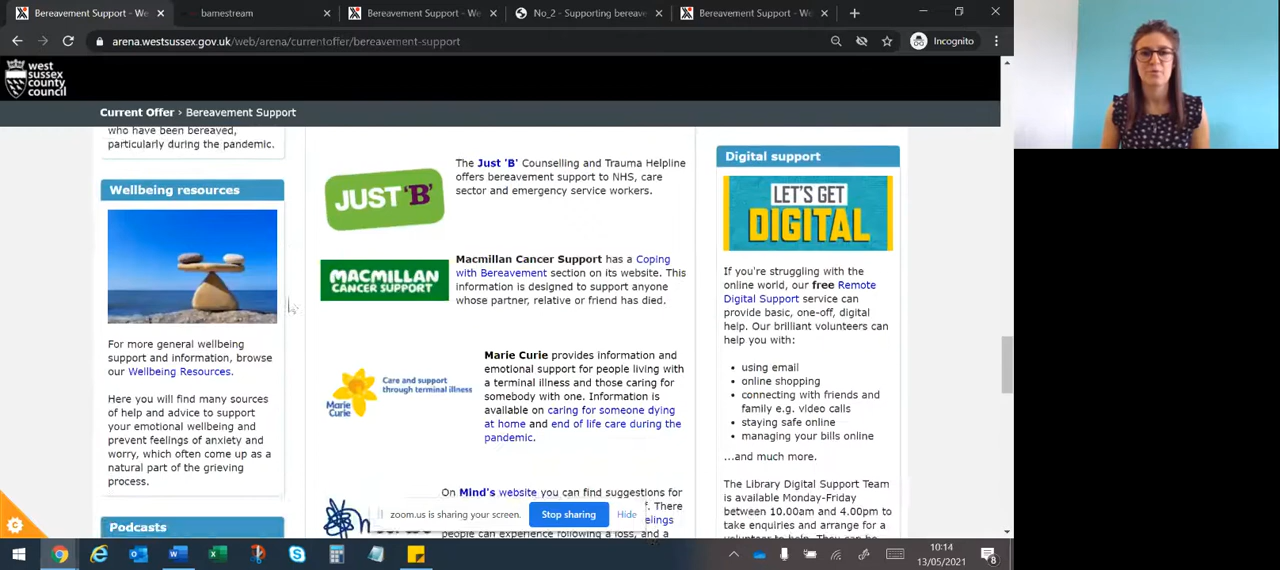 Bereavement Support - We
bamestream
Bereavement Support - We
No_2 - Supporting bereav
Bereavement Support - We
arena.westsussex.gov.uk/web/arena/currentoffer/bereavement-support
Incognito
west
sussex
county
council
Current Offer › Bereavement Support
who have been bereaved,
particularly during the pandemic.
Wellbeing resources
For more general wellbeing
support and information, browse
our Wellbeing Resources.
Here you will find many sources
of help and advice to support
your emotional wellbeing and
prevent feelings of anxiety and
worry, which often come up as a
natural part of the grieving
process.
Podcasts
JUST 'B'
The Just 'B' Counselling and Trauma Helpline
offers bereavement support to NHS, care
sector and emergency service workers.
MACMILLAN
CANCER SUPPORT
Macmillan Cancer Support has a Coping
with Bereavement section on its website. This
information is designed to support anyone
whose partner, relative or friend has died.
Marie
Curie
Care and support
through terminal illness
Marie Curie provides information and
emotional support for people living with
a terminal illness and those caring for
somebody with one. Information is
available on caring for someone dying
at home and end of life care during the
pandemic.
On Mind's website you can find suggestions for
There
people can experience following a loss, and a
zoom.us is sharing your screen.
Stop sharing
Hide
Digital support
LET'S GET
DIGITAL
If you're struggling with the
online world, our free Remote
Digital Support service can
provide basic, one-off, digital
help. Our brilliant volunteers can
help you with:
• using email
• online shopping
• connecting with friends and
family e.g. video calls
• staying safe online
• managing your bills online
...and much more.
The Library Digital Support Team
is available Monday-Friday
between 10.00am and 4.00pm to
take enquiries and arrange for a
10:14
13/05/2021
8